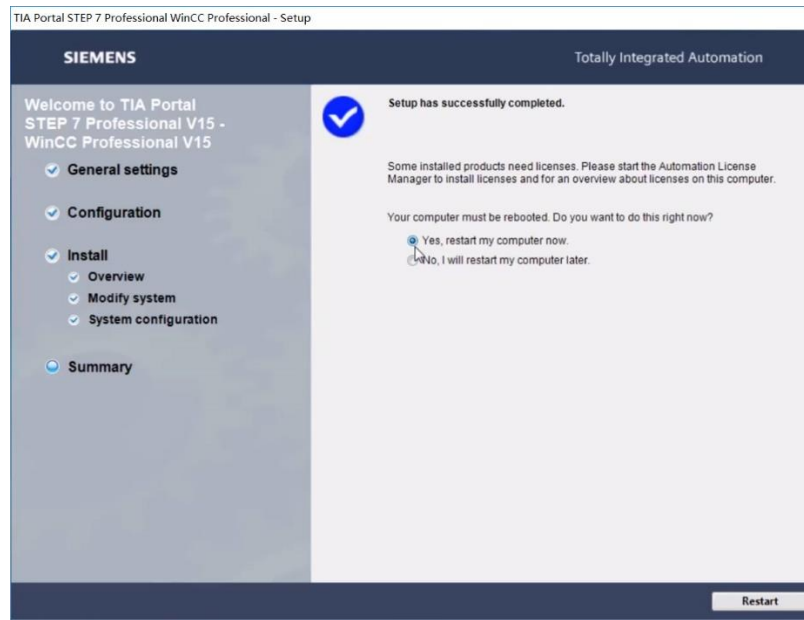 TIA Portal STEP 7 Professional WinCC Professional - Setup
SIEMENS
Totally Integrated Automation
Welcome to TIA Portal
STEP 7 Professional V15 -
WinCC Professional V15
General settings
Configuration
Install
Overview
Modify system
System configuration
Summary
Setup has successfully completed.
Some installed products need licenses. Please start the Automation License
Manager to install licenses and for an overview about licenses on this computer.
Your computer must be rebooted. Do you want to do this right now?
Yes, restart my computer now.
No, I will restart my computer later.
Restart